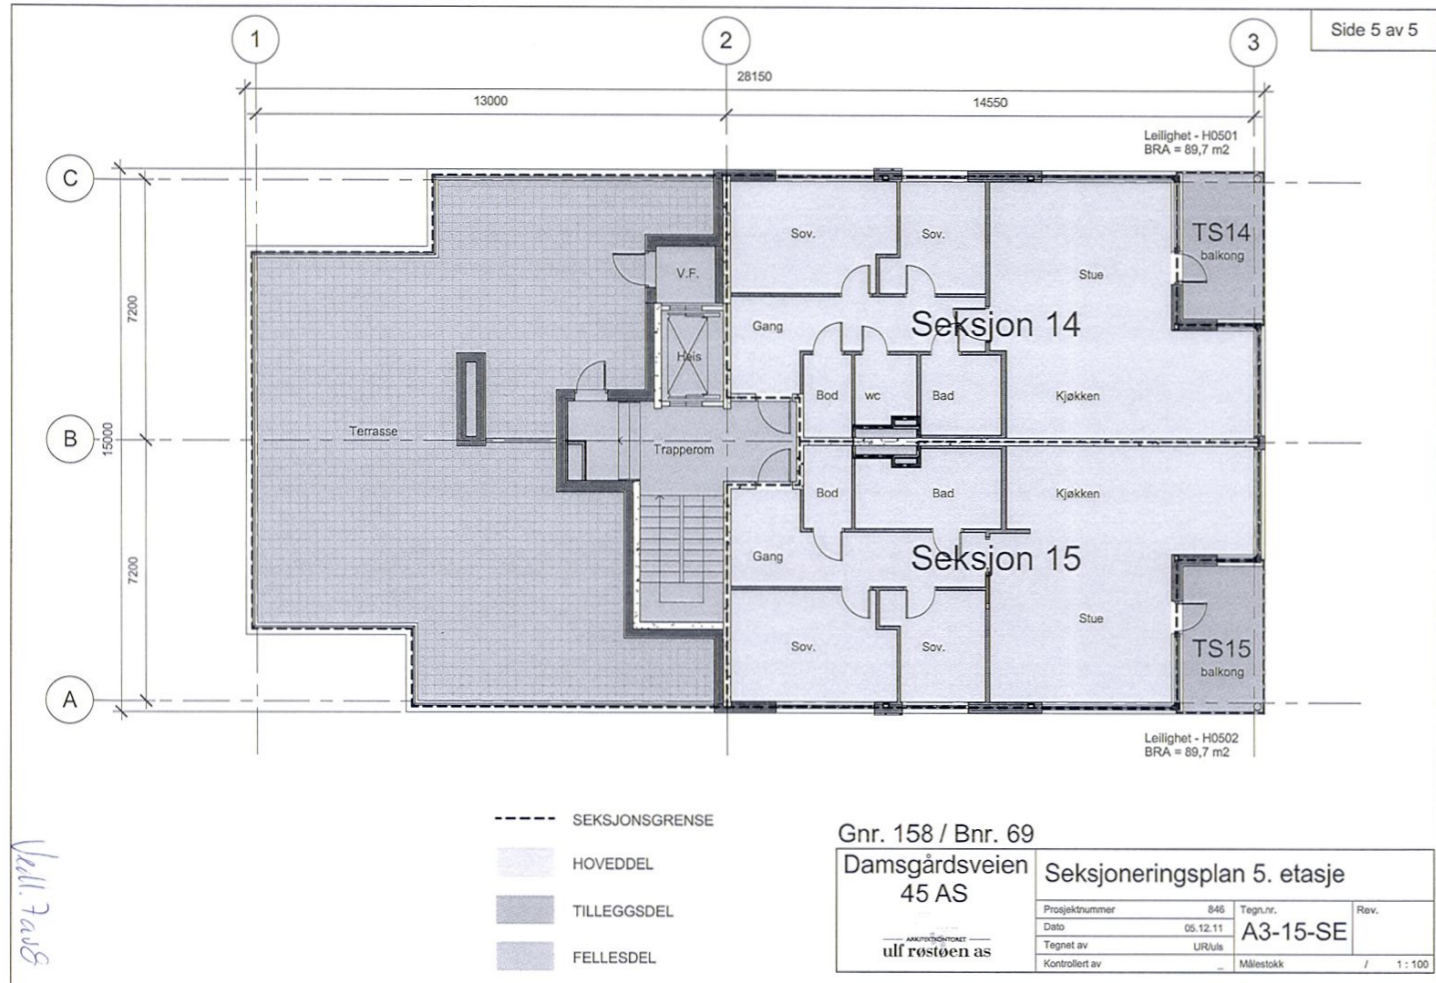 Side 5 av 5
1
2
3
28150
13000
14550
Leilighet - H0501
BRA = 89,7 m2
C
B
A
7200
15000
7200
Sov.
Sov.
TS14
balkong
Stue
V.F.
Gang
Seksjon 14
Heis
Bod
wc
Bad
Kjøkken
Terrasse
Trapperom
Bod
Bad
Kjøkken
Gang
Seksjon 15
Sov.
Sov.
Stue
TS15
balkong
Leilighet - H0502
BRA = 89,7 m2
SEKSJONSGRENSE
HOVEDDEL
TILLEGGSDEL
FELLESDEL
Vedl. 7 av 8
Gnr. 158 / Bnr. 69
Damsgårdsveien
45 AS
ARKITEKTKONTORET
ulf røstøen as
Seksjoneringsplan 5. etasje
Prosjektnummer 846
Dato 05.12.11
Tegnet av UR/uls
Kontrollert av _
Tegn.nr.
A3-15-SE
Rev.
Målestokk / 1 : 100